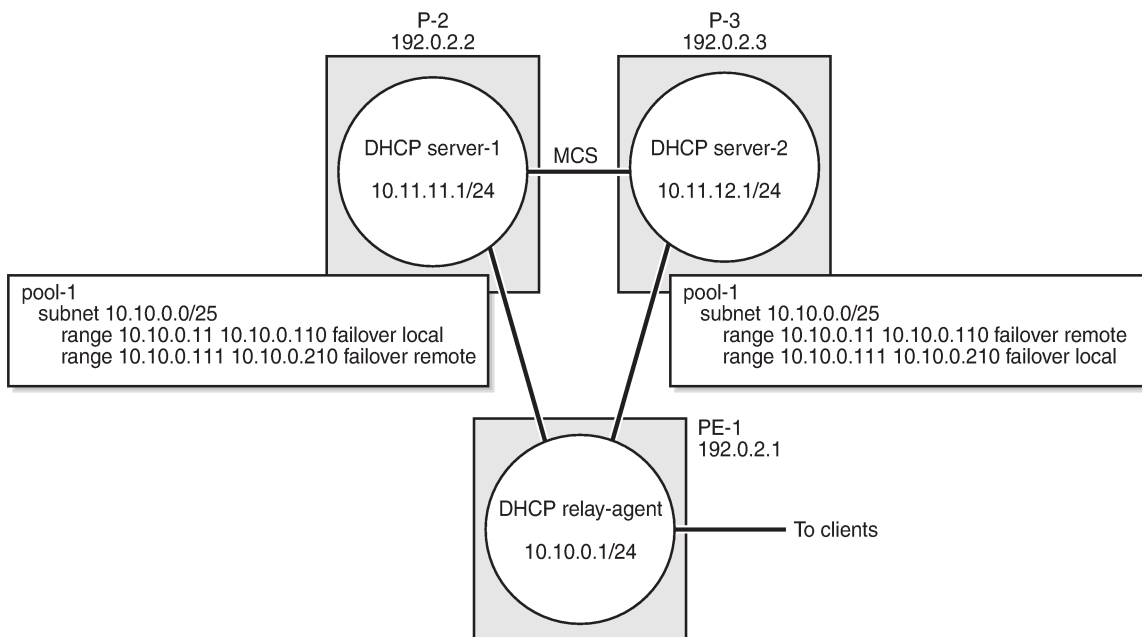 P-2
192.0.2.2
P-3
192.0.2.3
DHCP server-1
10.11.11.1/24
MCS
DHCP server-2
10.11.12.1/24
pool-1
subnet 10.10.0.0/25
range 10.10.0.11 10.10.0.110 failover local
range 10.10.0.111 10.10.0.210 failover remote
pool-1
subnet 10.10.0.0/25
range 10.10.0.11 10.10.0.110 failover remote
range 10.10.0.111 10.10.0.210 failover local
PE-1
192.0.2.1
DHCP relay-agent
10.10.0.1/24
To clients